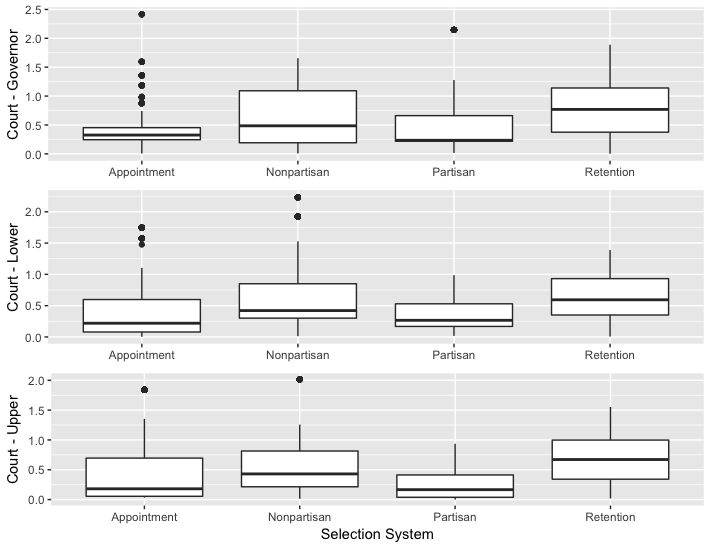 Court - Governor
2.5
2.0
1.5
1.0
0.5
0.0
Appointment Nonpartisan Partisan Retention
Court - Lower
2.0
1.5
1.0
0.5
0.0
Appointment Nonpartisan Partisan Retention
Court - Upper
2.0
1.5
1.0
0.5
0.0
Appointment Nonpartisan Partisan Retention
Selection System